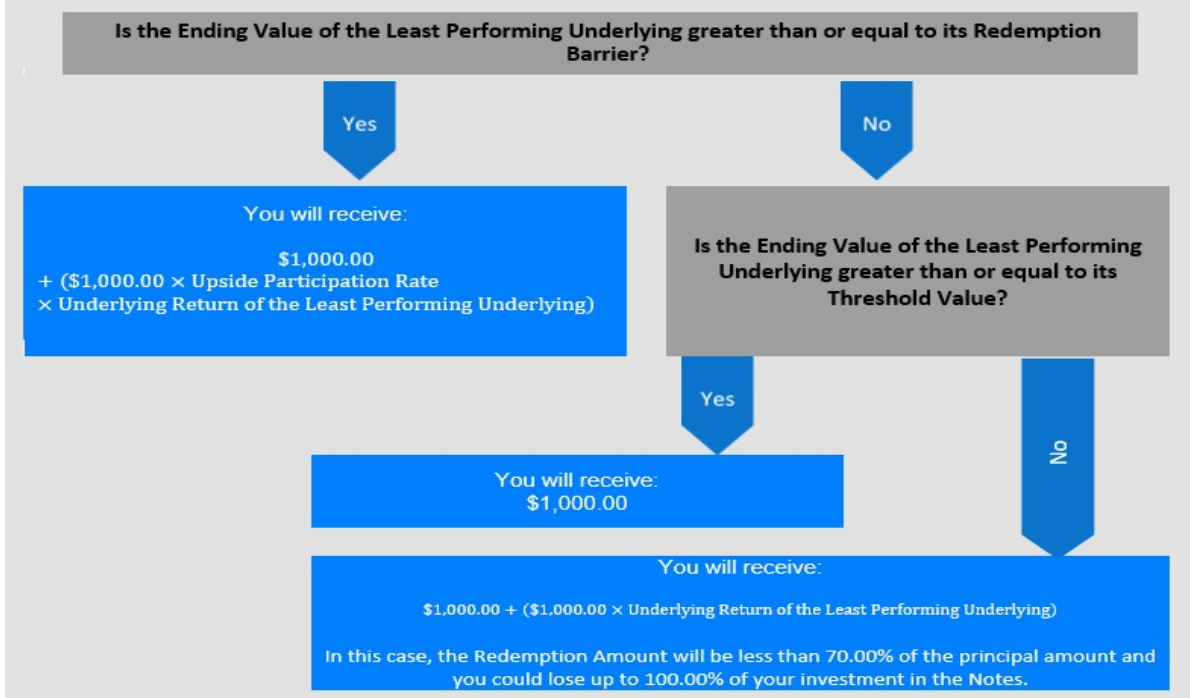 Is the Ending Value of the Least Performing Underlying greater than or equal to its Redemption
Barrier?
Yes
No
You will receive:
$1,000.00
+ ($1,000.00 × Upside Participation Rate
× Underlying Return of the Least Performing Underlying)
Is the Ending Value of the Least Performing
Underlying greater than or equal to its
Threshold Value?
Yes
No
You will receive:
$1,000.00
You will receive:
$1,000.00 + ($1,000.00 × Underlying Return of the Least Performing Underlying)
In this case, the Redemption Amount will be less than 70.00% of the principal amount and
you could lose up to 100.00% of your investment in the Notes.